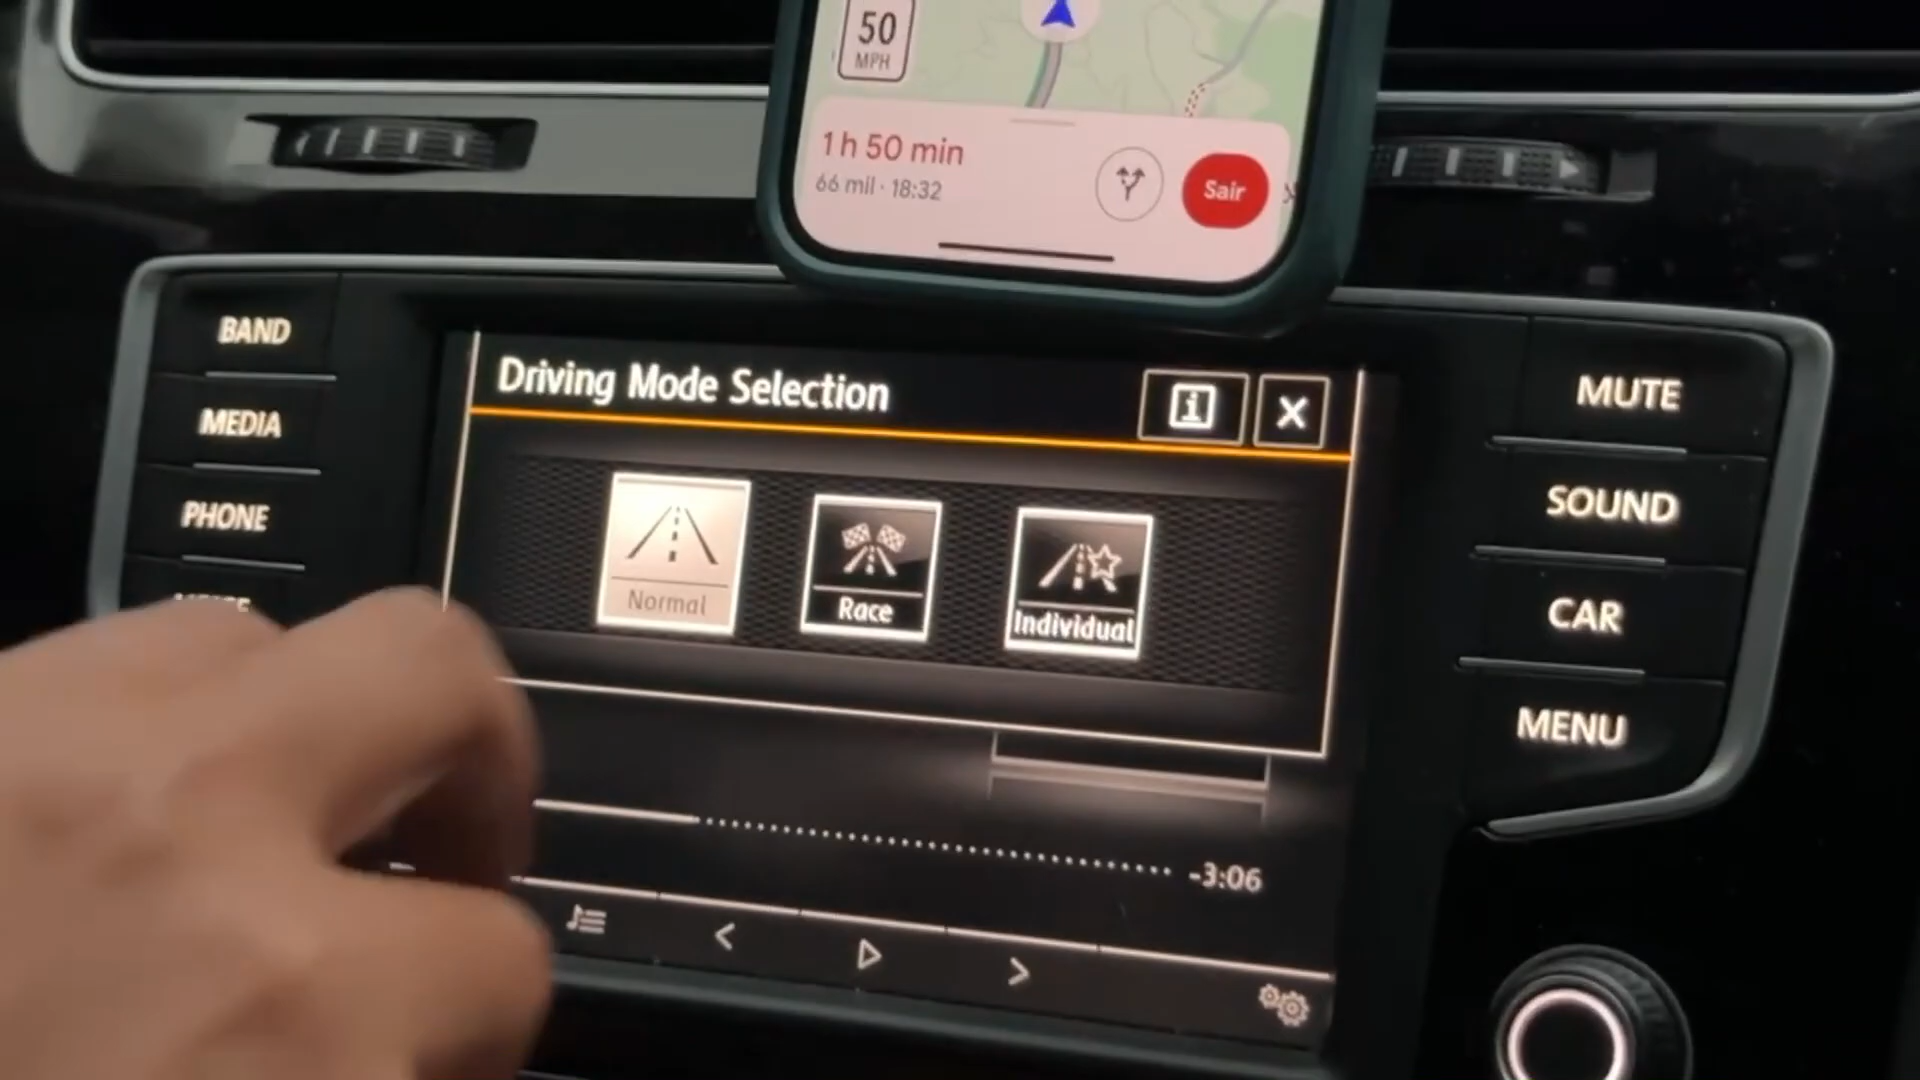 50
MPH
1 h 50 min
66 mil · 18:32
Sair
BAND
MEDIA
PHONE
Driving Mode Selection
i
Normal
Race
Individual
-3:06
MUTE
SOUND
CAR
MENU